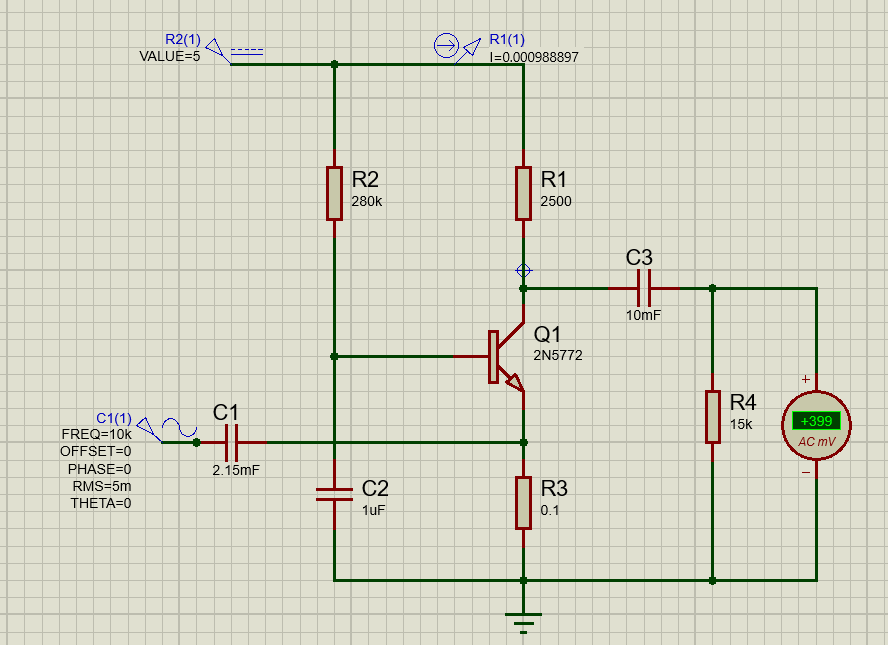 R2(1)
VALUE=5
R1(1)
I=0.000988897
R2
280k
R1
2500
C3
10mF
Q1
2N5772
+
R4
15k
+399
AC mV
−
C1(1)
FREQ=10k
OFFSET=0
PHASE=0
RMS=5m
THETA=0
C1
2.15mF
C2
1uF
R3
0.1